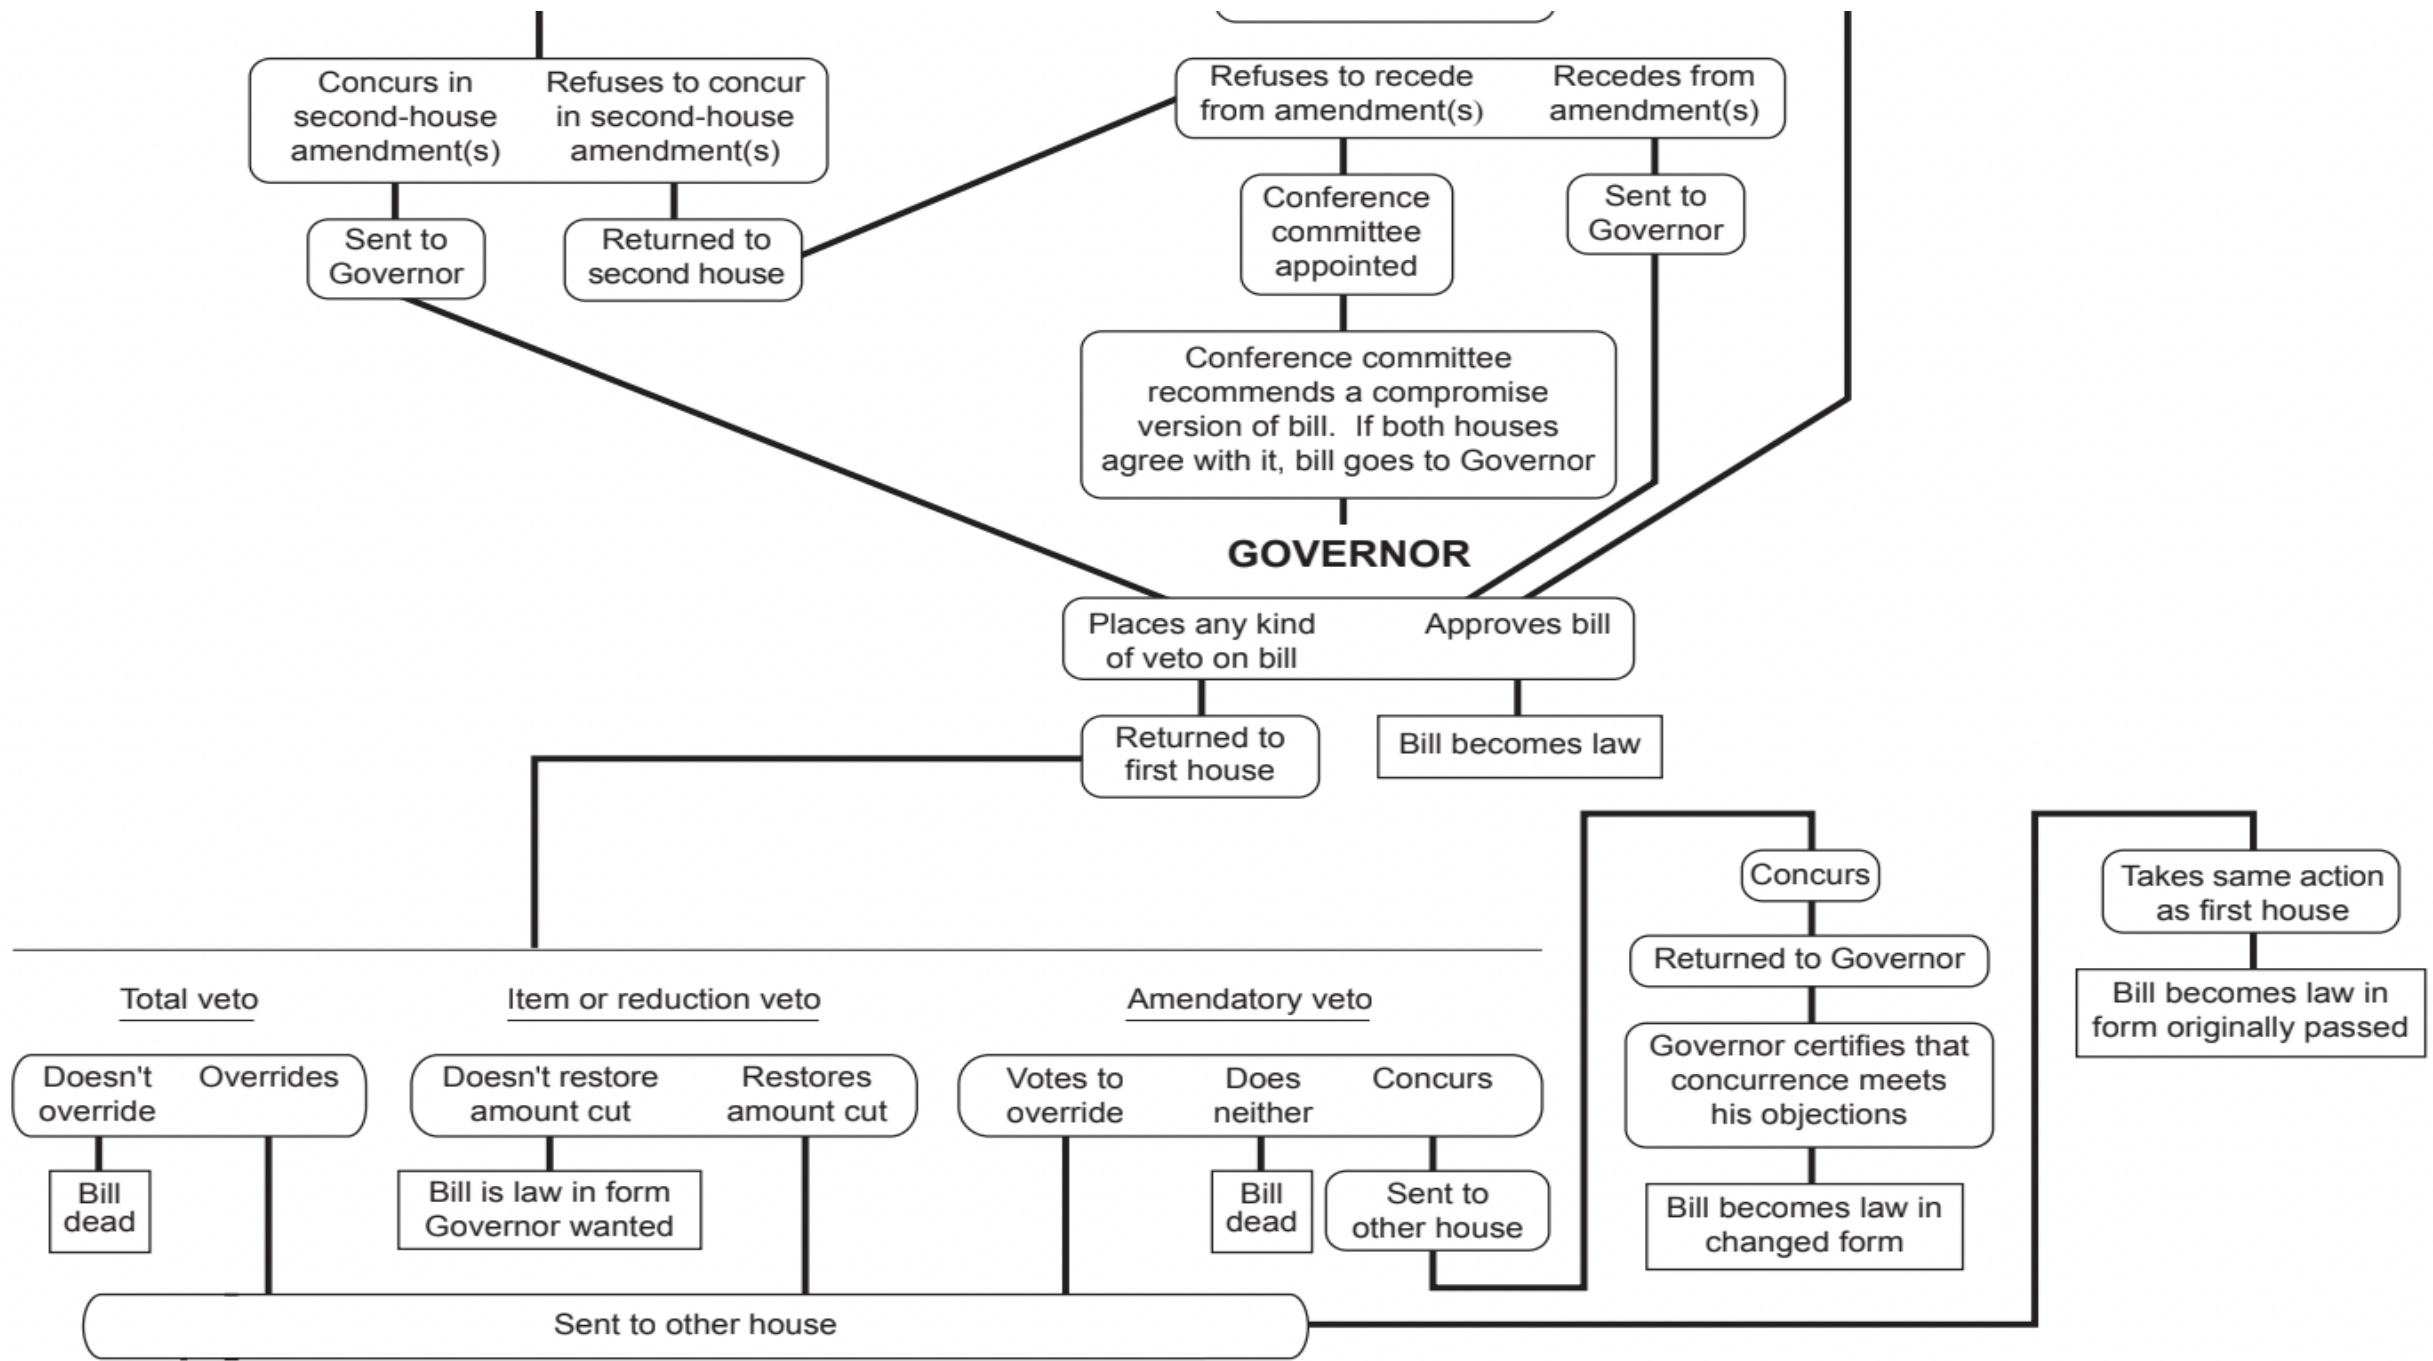 Concurs in
second-house
amendment(s)
Refuses to concur
in second-house
amendment(s)
Refuses to recede
from amendment(s)
Recedes from
amendment(s)
Sent to
Governor
Returned to
second house
Conference
committee
appointed
Sent to
Governor
Conference committee
recommends a compromise
version of bill. If both houses
agree with it, bill goes to Governor
GOVERNOR
Places any kind
of veto on bill
Approves bill
Returned to
first house
Bill becomes law
Total veto
Item or reduction veto
Amendatory veto
Doesn't
override
Overrides
Doesn't restore
amount cut
Restores
amount cut
Votes to
override
Does
neither
Concurs
Bill
dead
Bill is law in form
Governor wanted
Bill
dead
Sent to
other house
Sent to other house
Concurs
Returned to Governor
Governor certifies that
concurrence meets
his objections
Bill becomes law in
changed form
Takes same action
as first house
Bill becomes law in
form originally passed